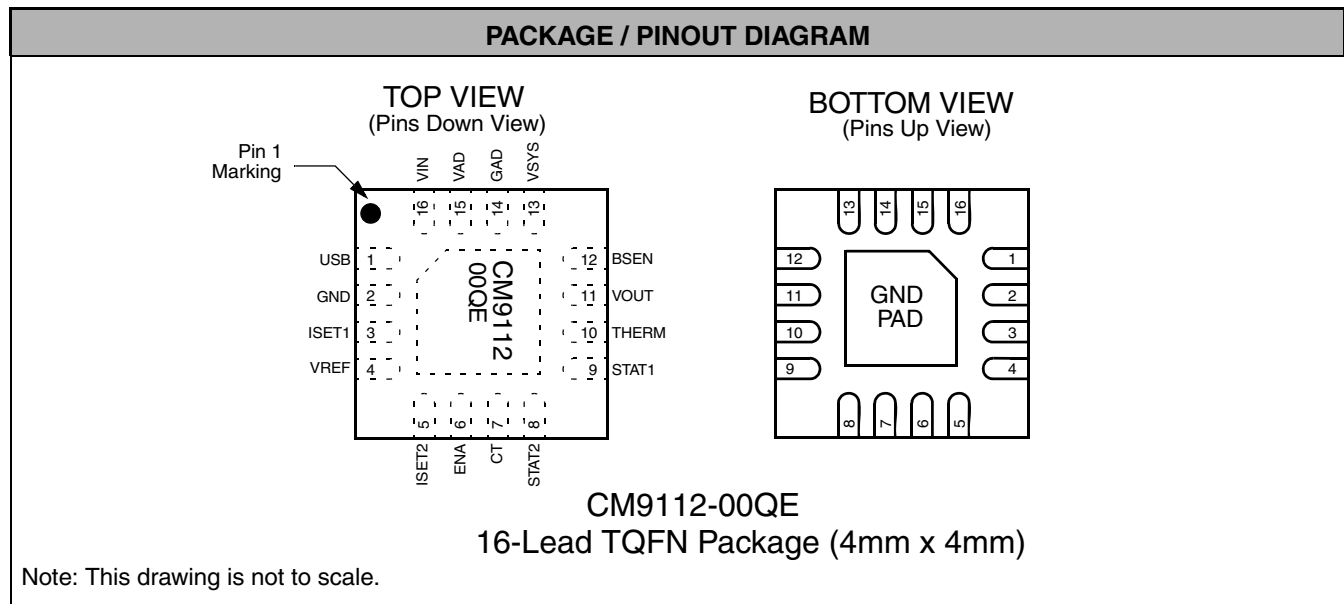 PACKAGE / PINOUT DIAGRAM
TOP VIEW
(Pins Down View)
BOTTOM VIEW
(Pins Up View)
Pin 1
Marking
VIN
VAD
GAD
VSYS
16
15
14
13
USB 1
GND 2
ISET1 3
VREF 4
CM9112
00QE
12 BSEN
11 VOUT
10 THERM
9 STAT1
5
6
7
8
ISET2
ENA
CT
STAT2
13
14
15
16
12
11
10
9
GND
PAD
1
2
3
4
8
7
6
5
CM9112-00QE
16-Lead TQFN Package (4mm x 4mm)
Note: This drawing is not to scale.